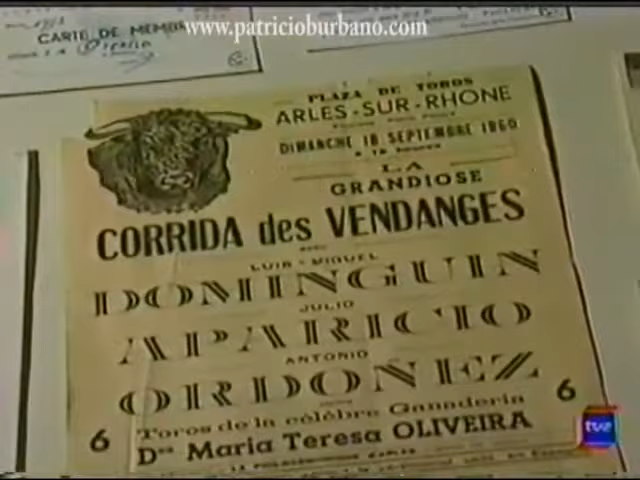 www.patricioburbano.com
CARTE DE MEMB
PLAZA DE TOROS
ARLES-SUR-RHONE
DIMANCHE 18 SEPTEMBRE 1960
LA
GRANDIOSE
CORRIDA des VENDANGES
AVEC
LUIS-MIGUEL
DOMINGUIN
JULIO
APARICIO
ANTONIO
ORDOÑEZ
6 Toros de la célèbre Ganaderia 6
Dña Maria Teresa OLIVEIRA
tve